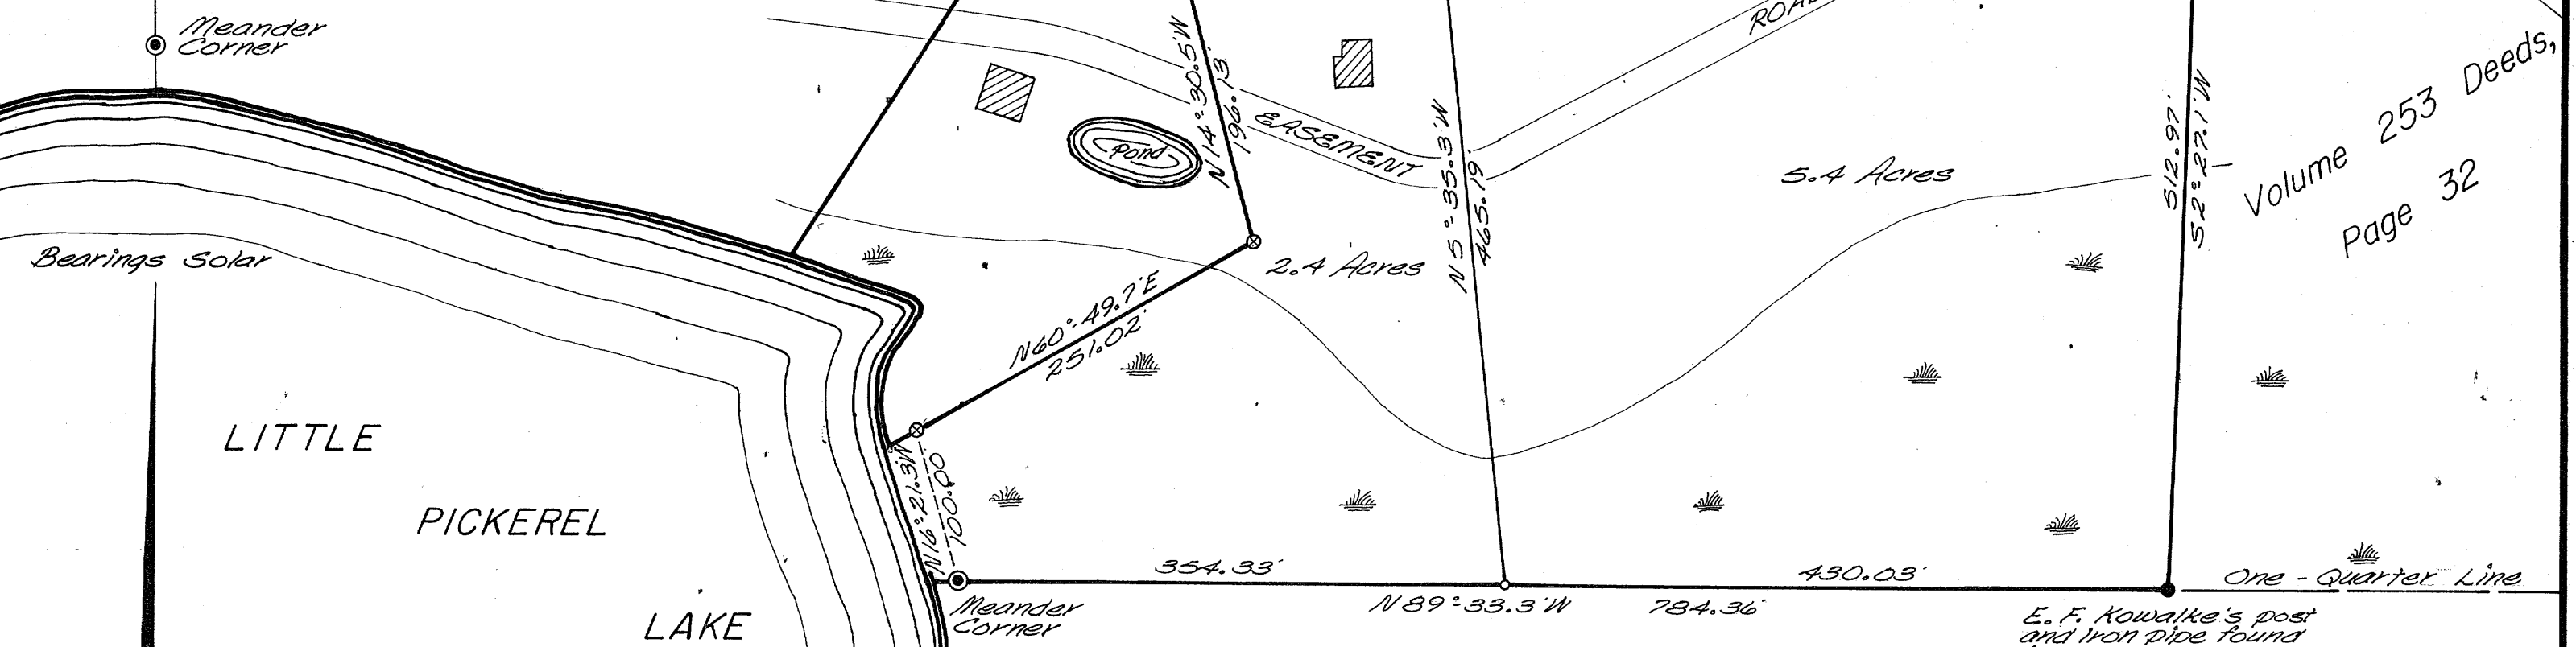 Meander
Corner
ROAD
N14°-30.5'W
196.13'
EASEMENT
Pond
N5°-35.3'W
465.19'
5.4 Acres
512.97'
S2°-27.1'W
Volume 253 Deeds,
Page 32
Bearings Solar
2.4 Acres
N60°-49.7'E
251.02'
LITTLE
PICKEREL
LAKE
N16°-21.3'W
100.00
354.33'
430.03'
One-Quarter Line
Meander
Corner
N89°-33.3'W
784.36'
E. F. Kowalke's post
and iron pipe found